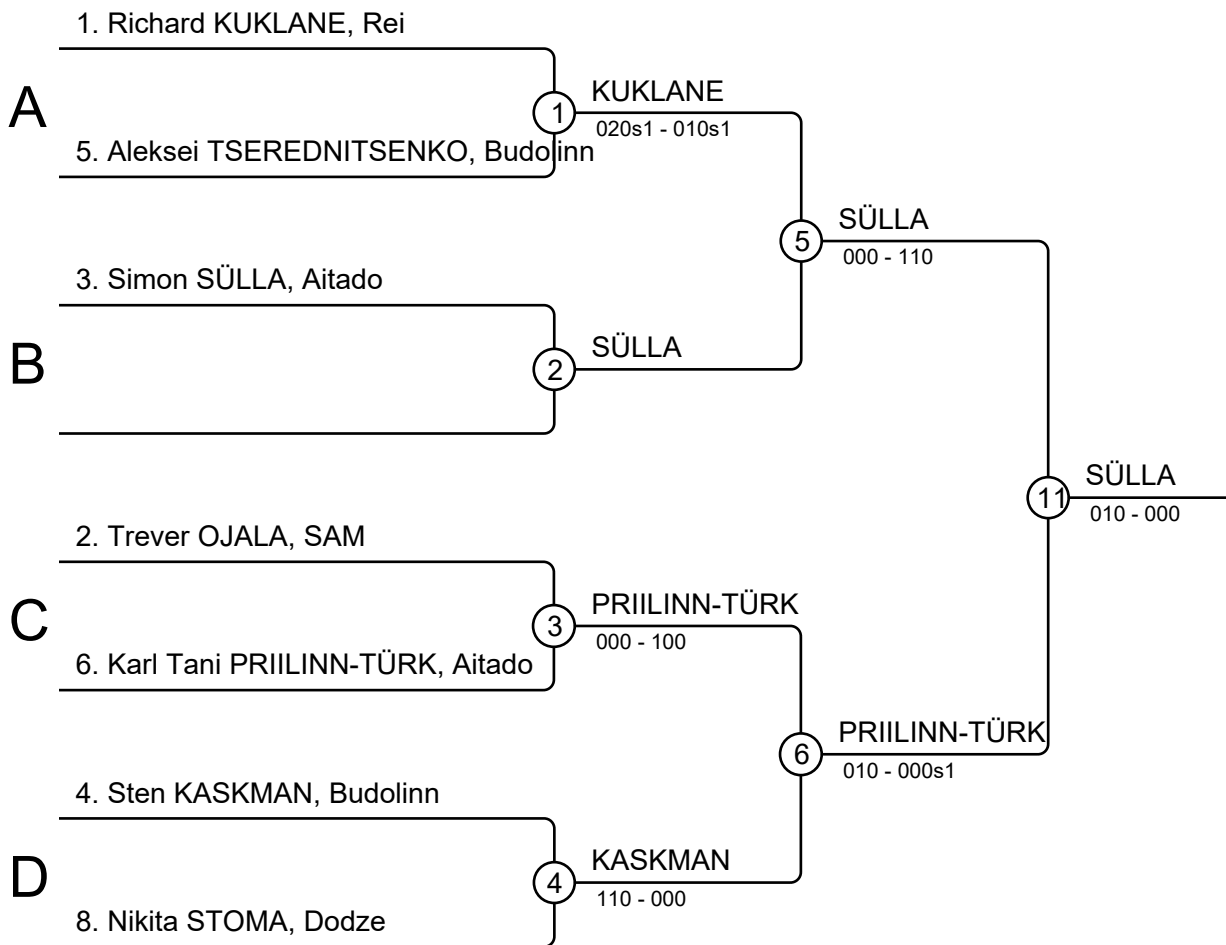 1. Richard KUKLANE, Rei
A
1
KUKLANE
020s1 - 010s1
5. Aleksei TSEREDNITSENKO, Budolinn
5
SÜLLA
000 - 110
3. Simon SÜLLA, Aitado
B
2
SÜLLA
11
SÜLLA
010 - 000
2. Trever OJALA, SAM
C
3
PRIILINN-TÜRK
000 - 100
6. Karl Tani PRIILINN-TÜRK, Aitado
6
PRIILINN-TÜRK
010 - 000s1
4. Sten KASKMAN, Budolinn
D
4
KASKMAN
110 - 000
8. Nikita STOMA, Dodze